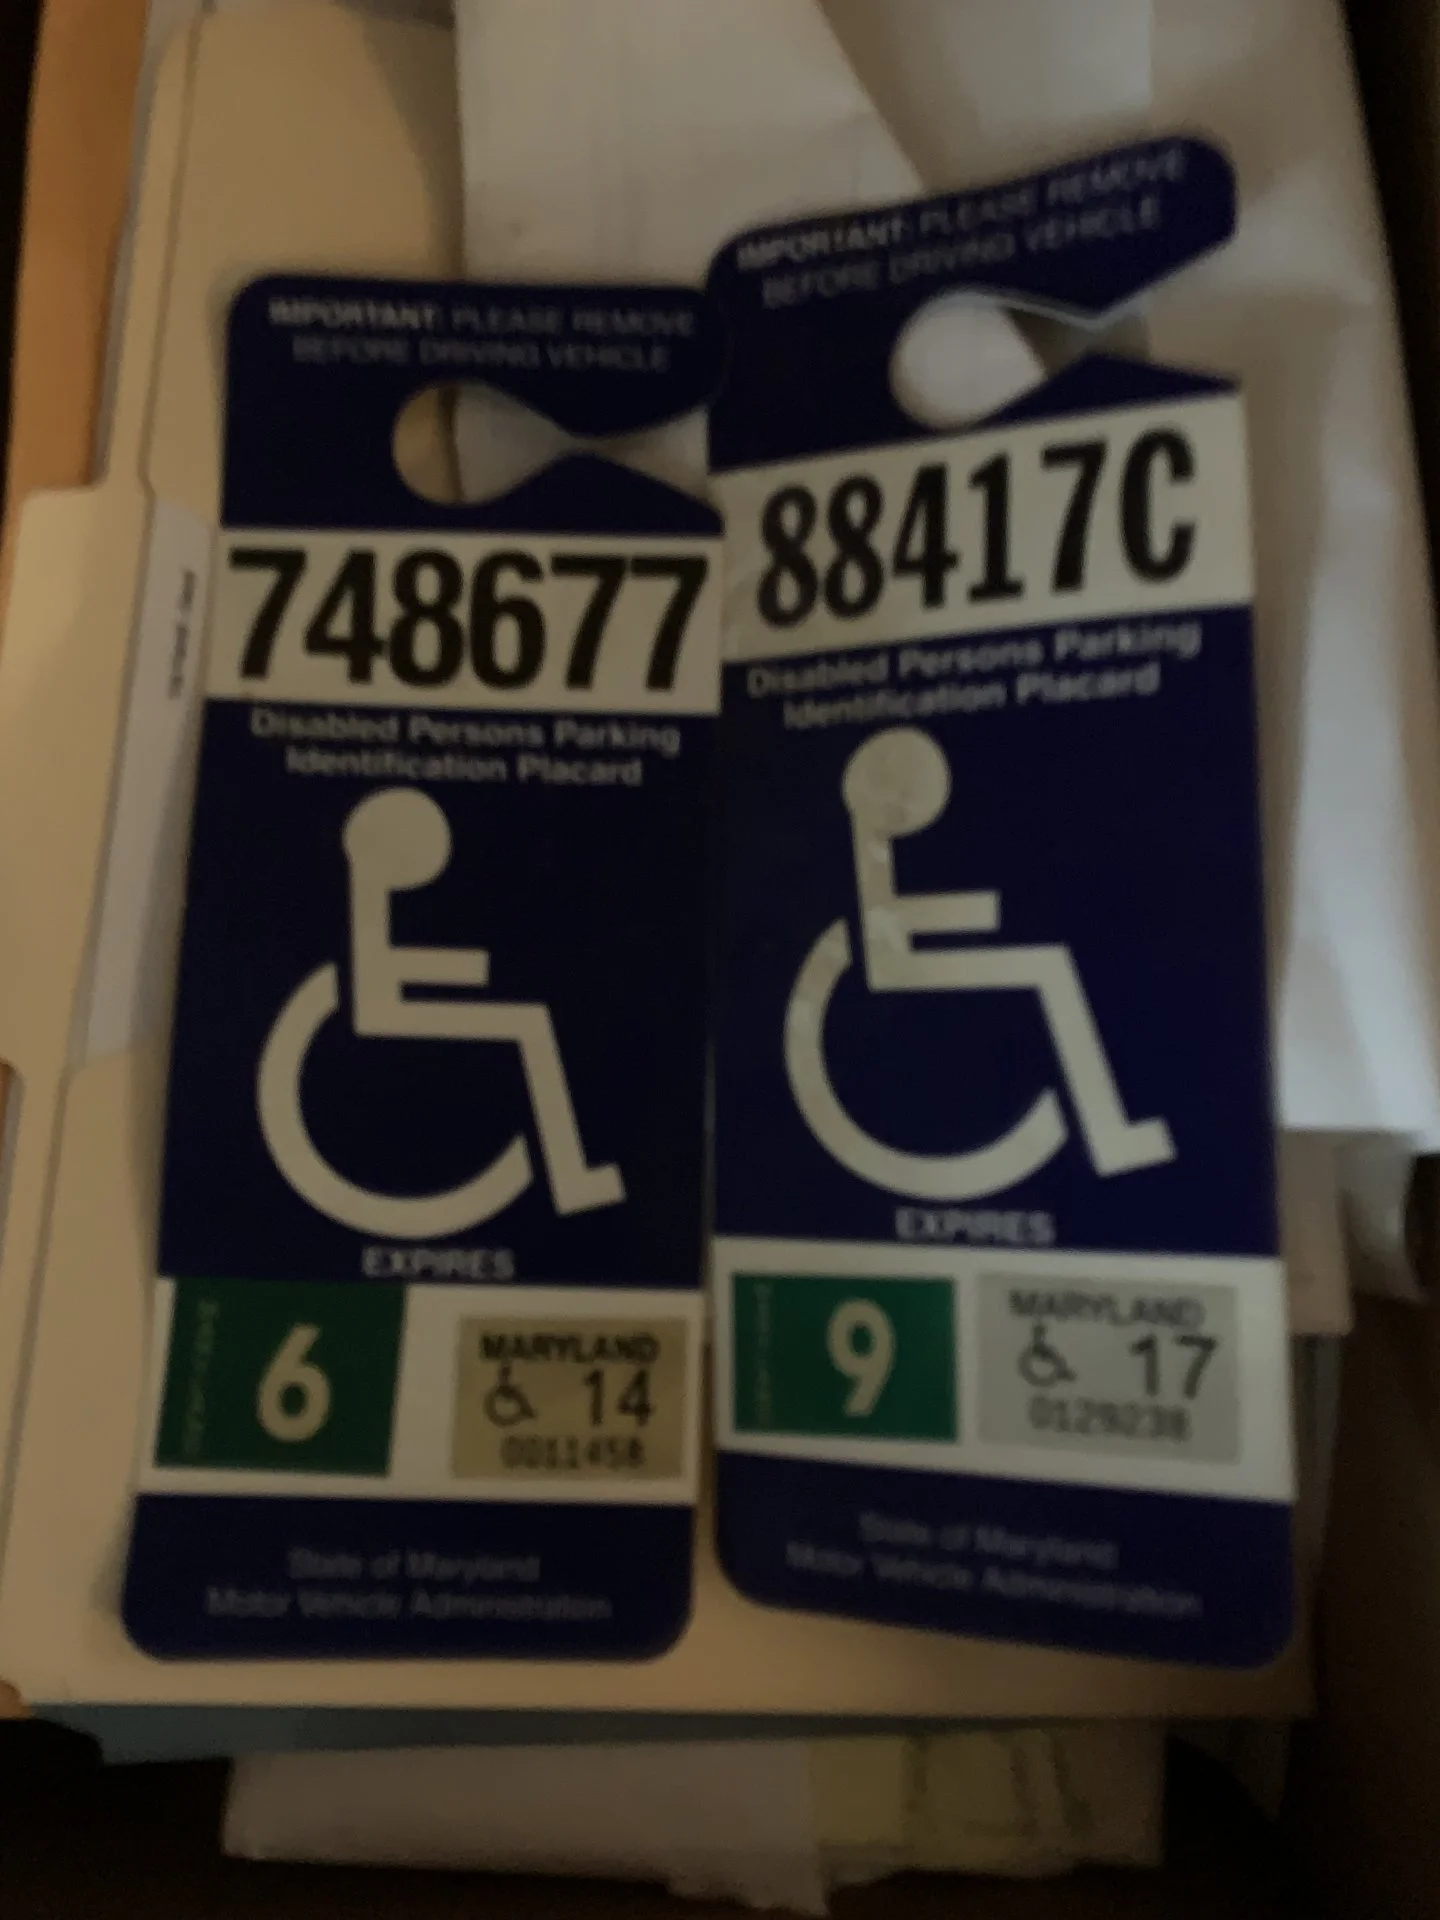 IMPORTANT: PLEASE REMOVE
BEFORE DRIVING VEHICLE
748677
Disabled Persons Parking
Identification Placard
EXPIRES
6
MARYLAND
14
0011458
State of Maryland
Motor Vehicle Administration
IMPORTANT: PLEASE REMOVE
BEFORE DRIVING VEHICLE
88417C
Disabled Persons Parking
Identification Placard
EXPIRES
9
MARYLAND
17
0129238
State of Maryland
Motor Vehicle Administration